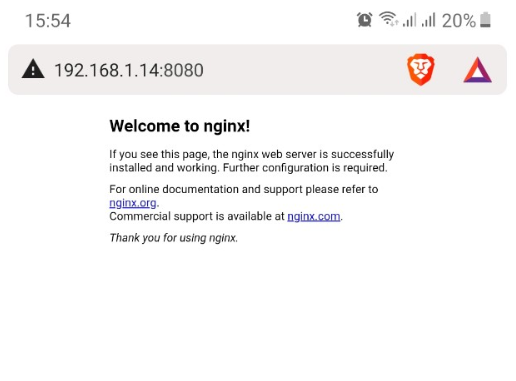 15:54
20%
192.168.1.14:8080
Welcome to nginx!
If you see this page, the nginx web server is successfully
installed and working. Further configuration is required.
For online documentation and support please refer to
nginx.org.
Commercial support is available at nginx.com.
Thank you for using nginx.